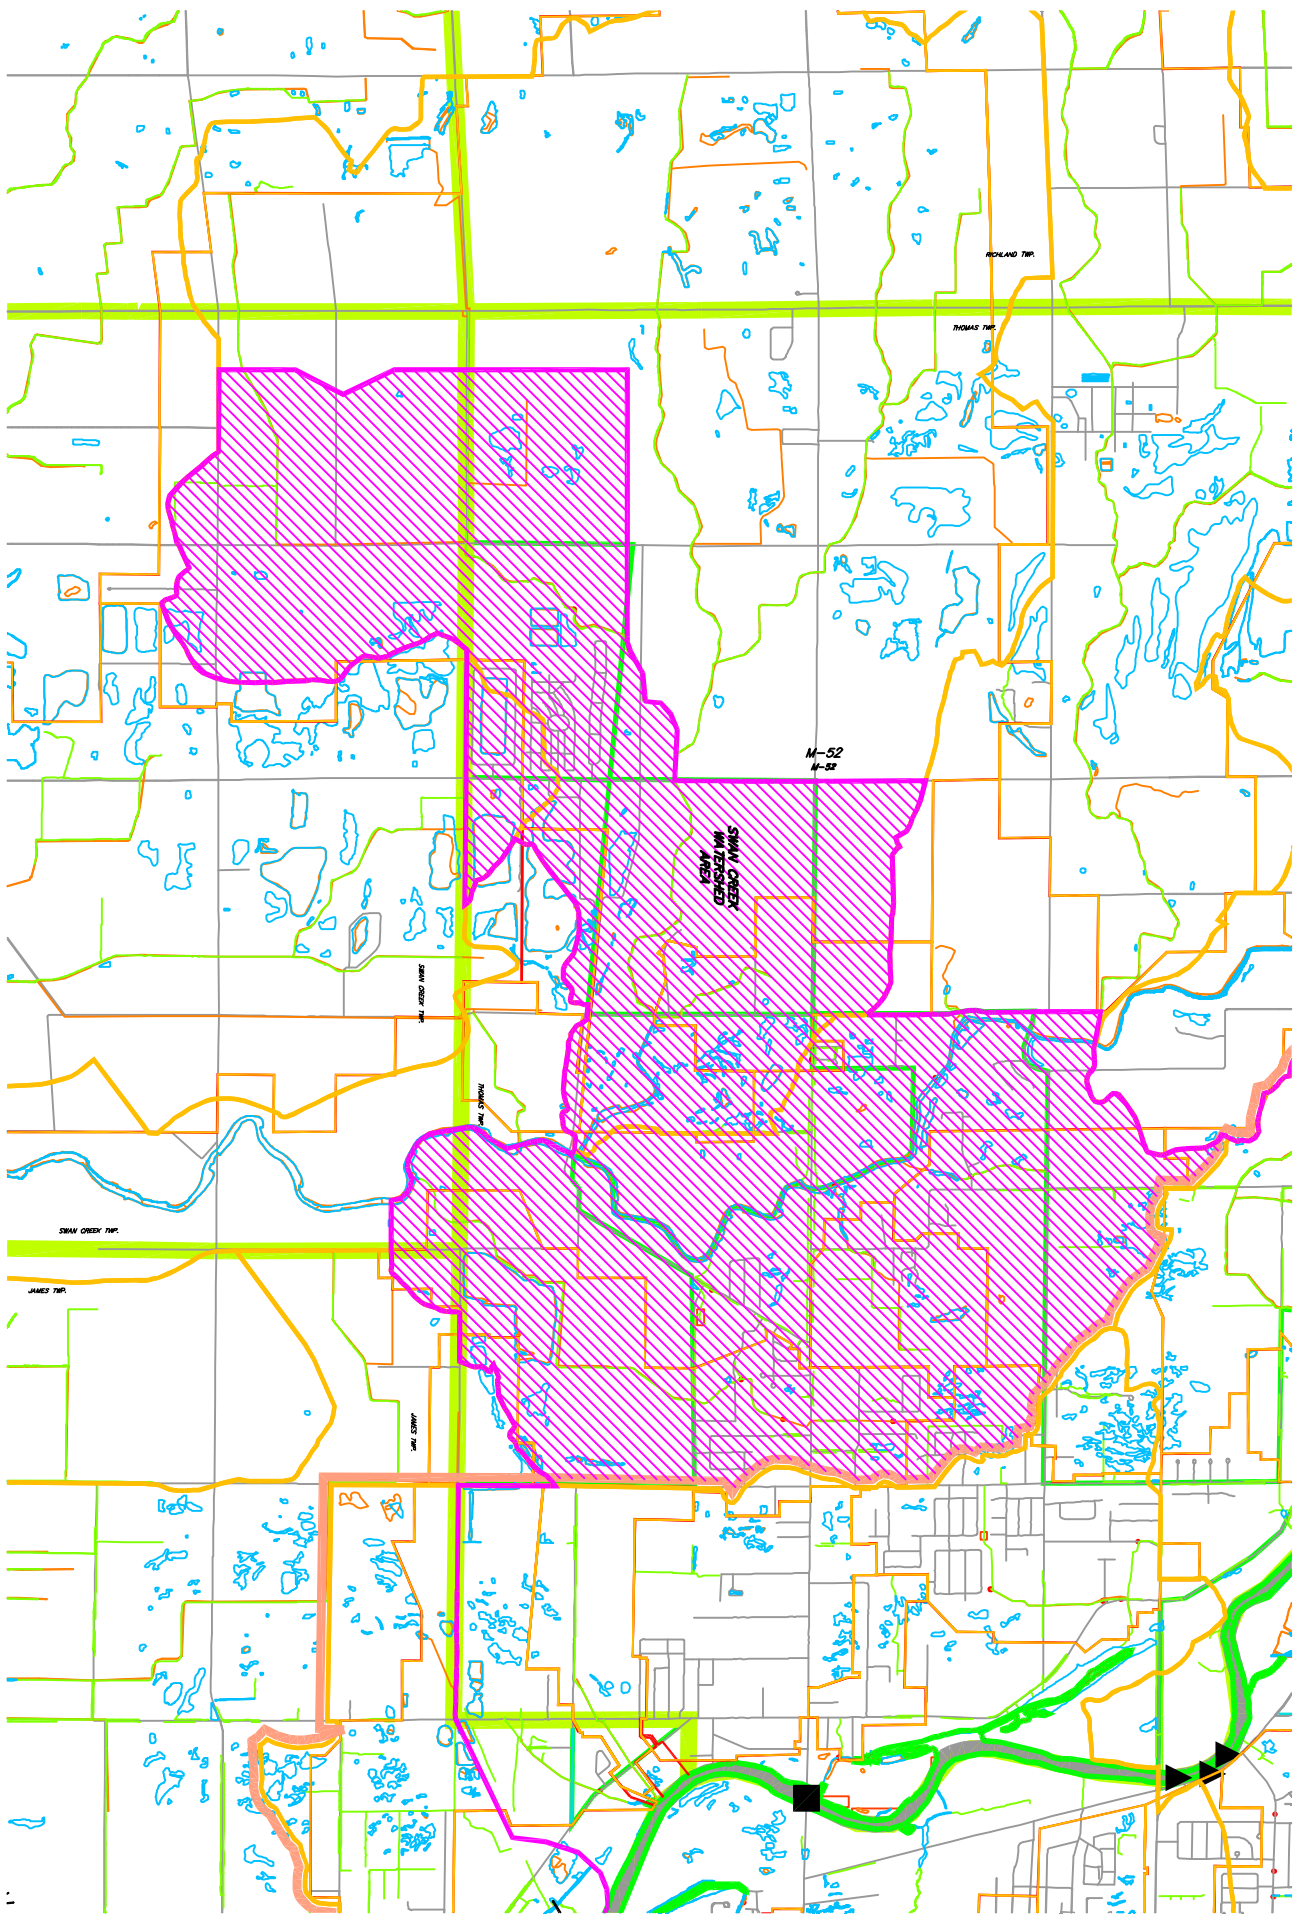 RICHLAND TWP.
THOMAS TWP.
M-52
M-52
SWAN CREEK
WATERSHED
AREA
SWAN CREEK TWP.
THOMAS TWP.
SWAN CREEK TWP.
JAMES TWP.
JAMES TWP.